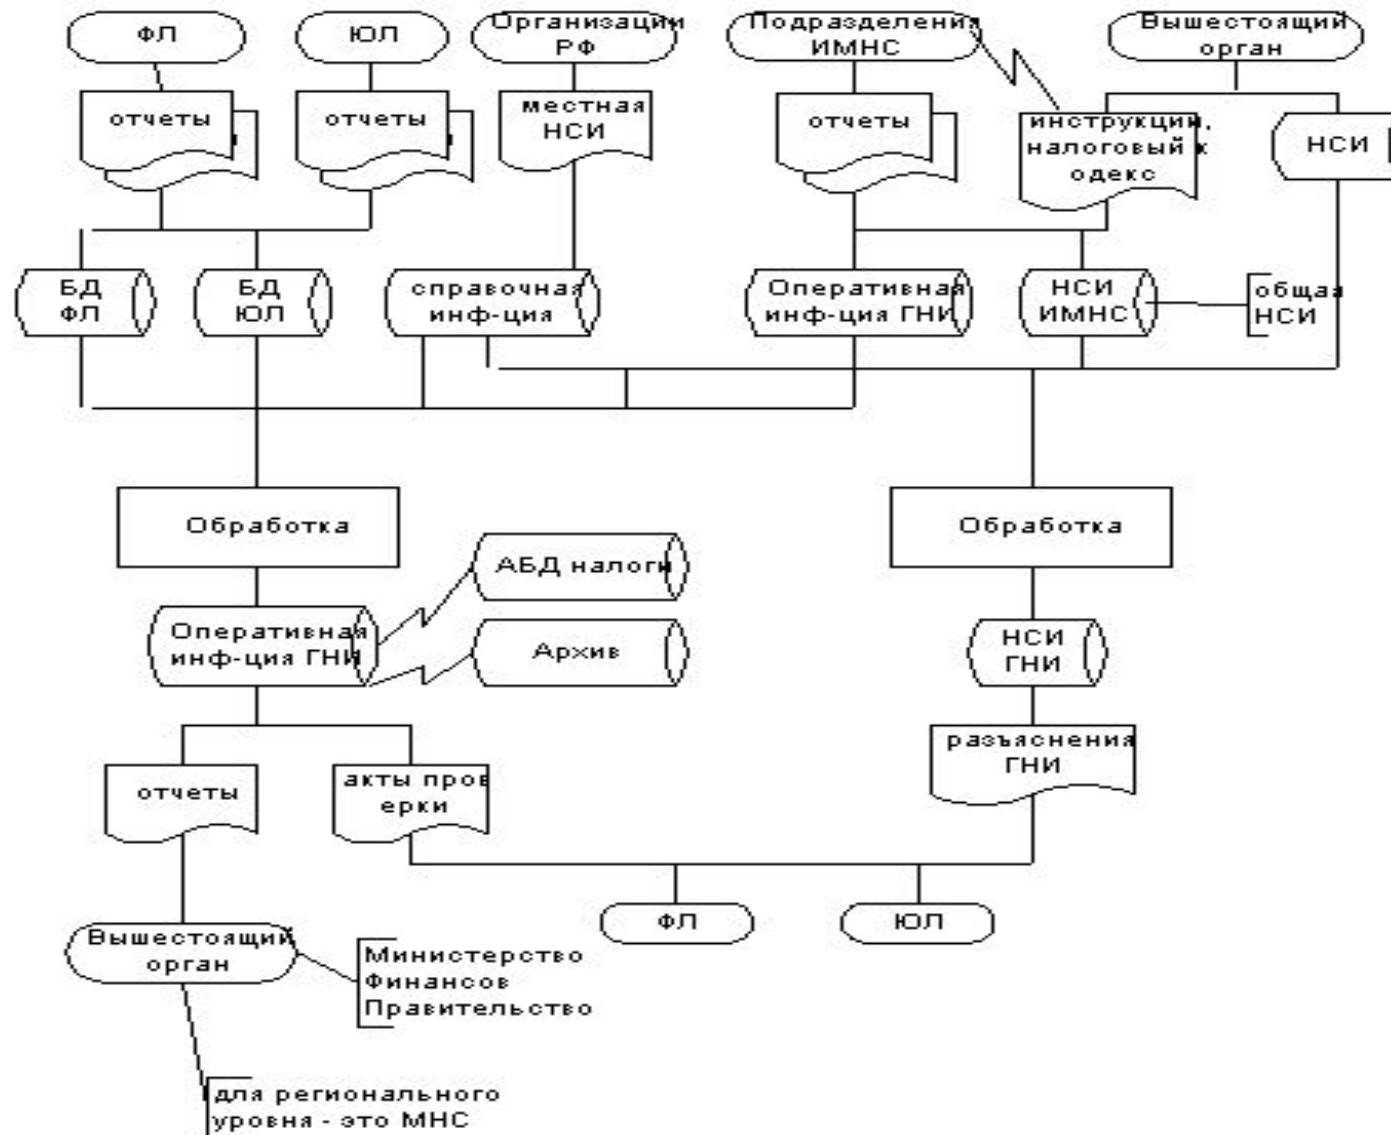 ФЛ
ЮЛ
Организации
РФ
Подразделения
ИМНС
Вышестоящий
орган
отчеты
отчеты
местная
НСИ
отчеты
инструкции,
налоговый к
одекс
НСИ
БД
ФЛ
БД
ЮЛ
справочная
инф-ция
Оперативная
инф-ция ГНИ
НСИ
ИМНС
общая
НСИ
Обработка
Обработка
АБД налоги
Оперативная
инф-ция ГНИ
Архив
НСИ
ГНИ
разъяснения
ГНИ
отчеты
акты пров
ерки
ФЛ
ЮЛ
Вышестоящий
орган
Министерство
Финансов
Правительство
для регионального
уровня - это МНС